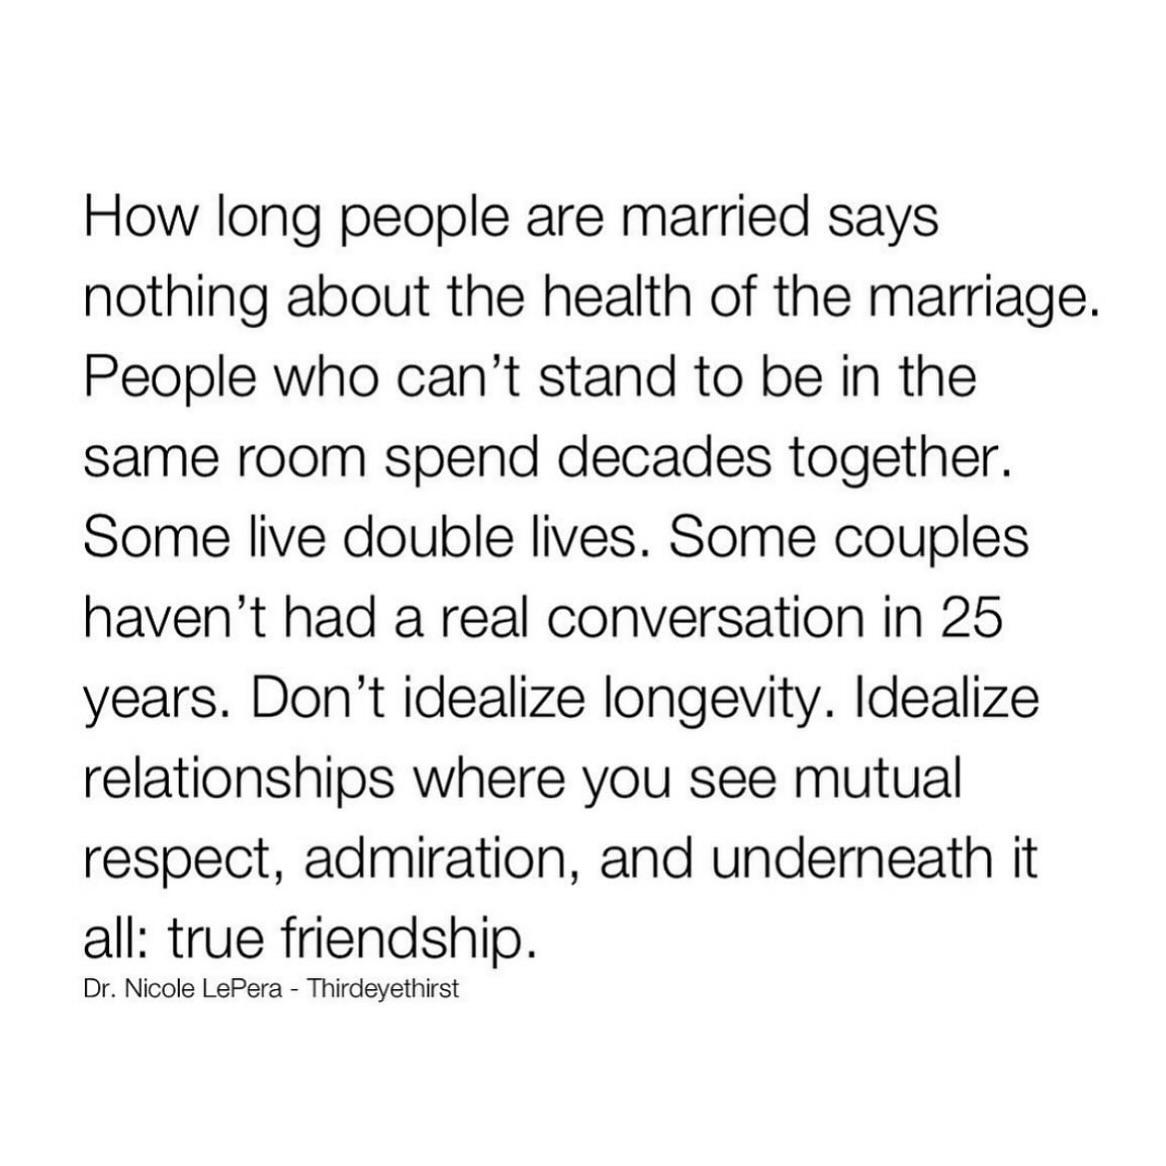 How long people are married says
nothing about the health of the marriage.
People who can’t stand to be in the
same room spend decades together.
Some live double lives. Some couples
haven’t had a real conversation in 25
years. Don’t idealize longevity. Idealize
relationships where you see mutual
respect, admiration, and underneath it
all: true friendship.
Dr. Nicole LePera - Thirdeyethirst